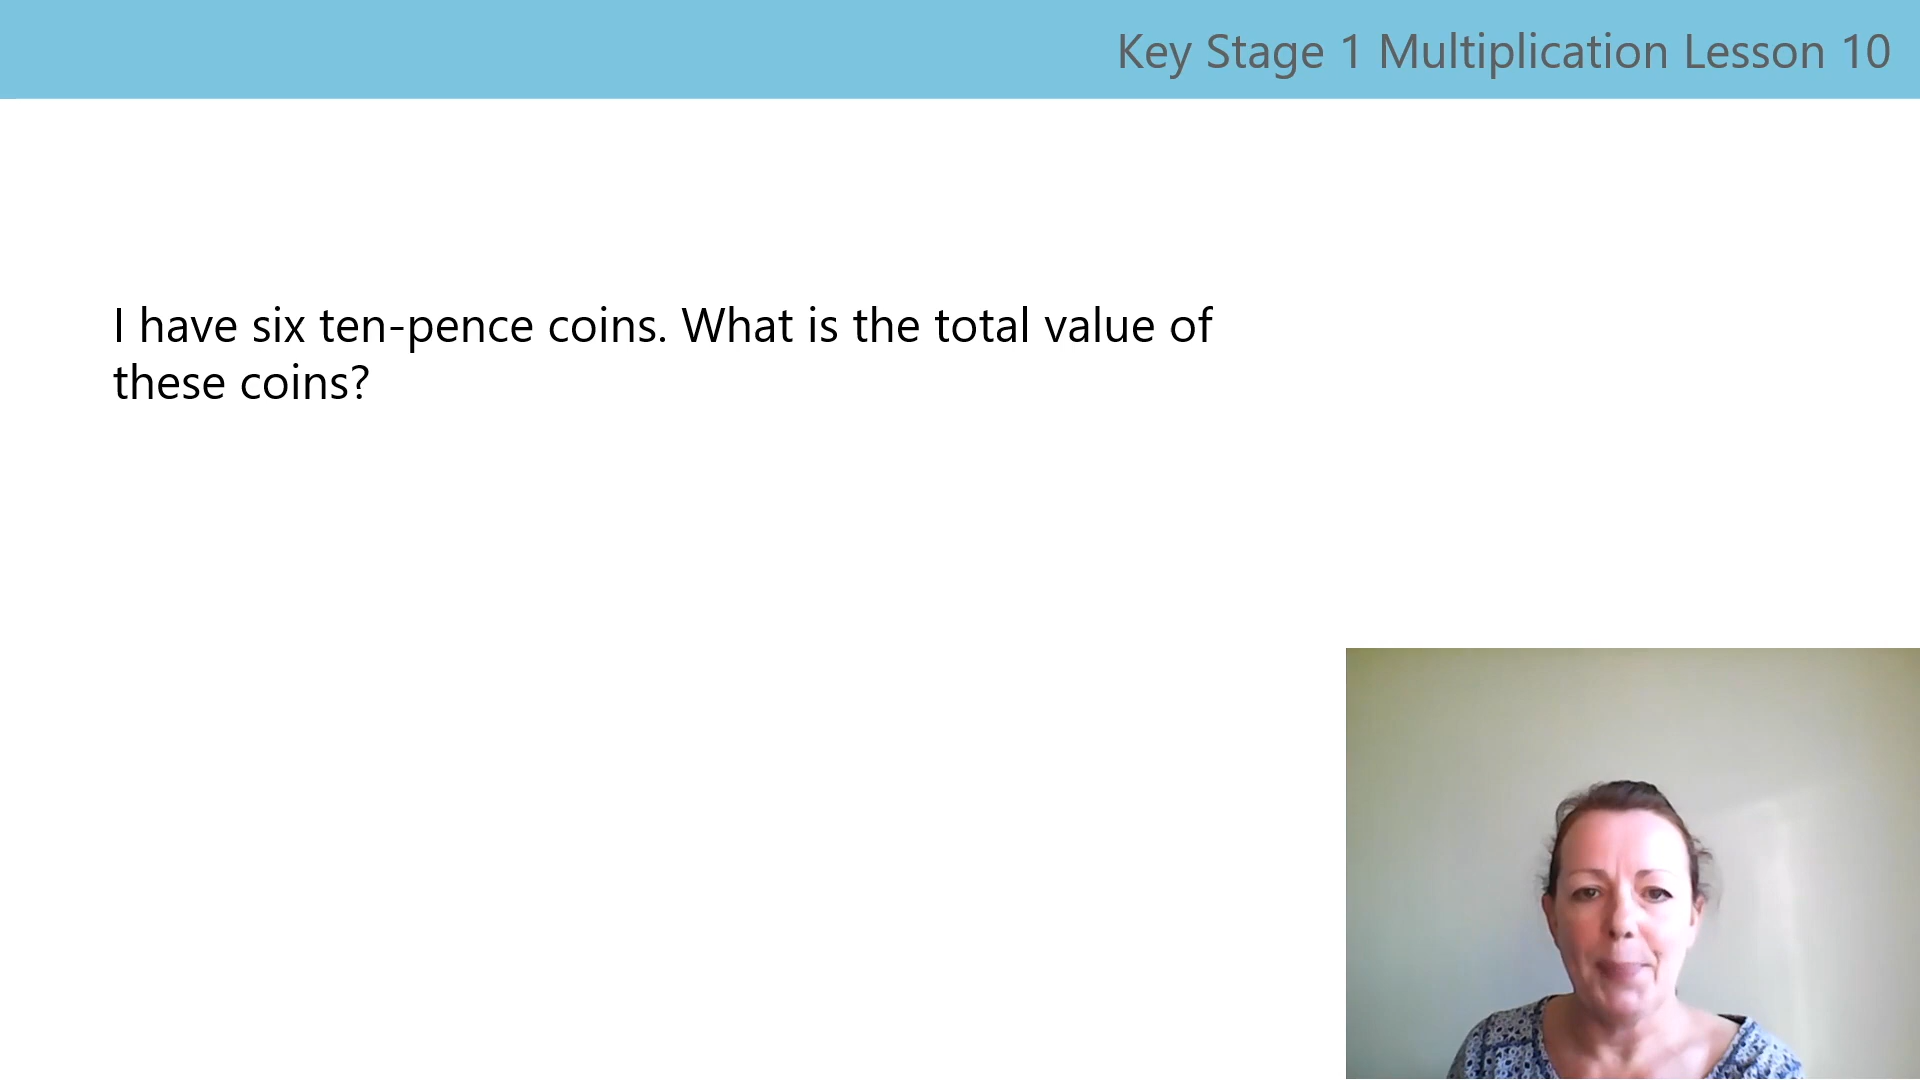 Key Stage 1 Multiplication Lesson 10
I have six ten-pence coins. What is the total value of
these coins?